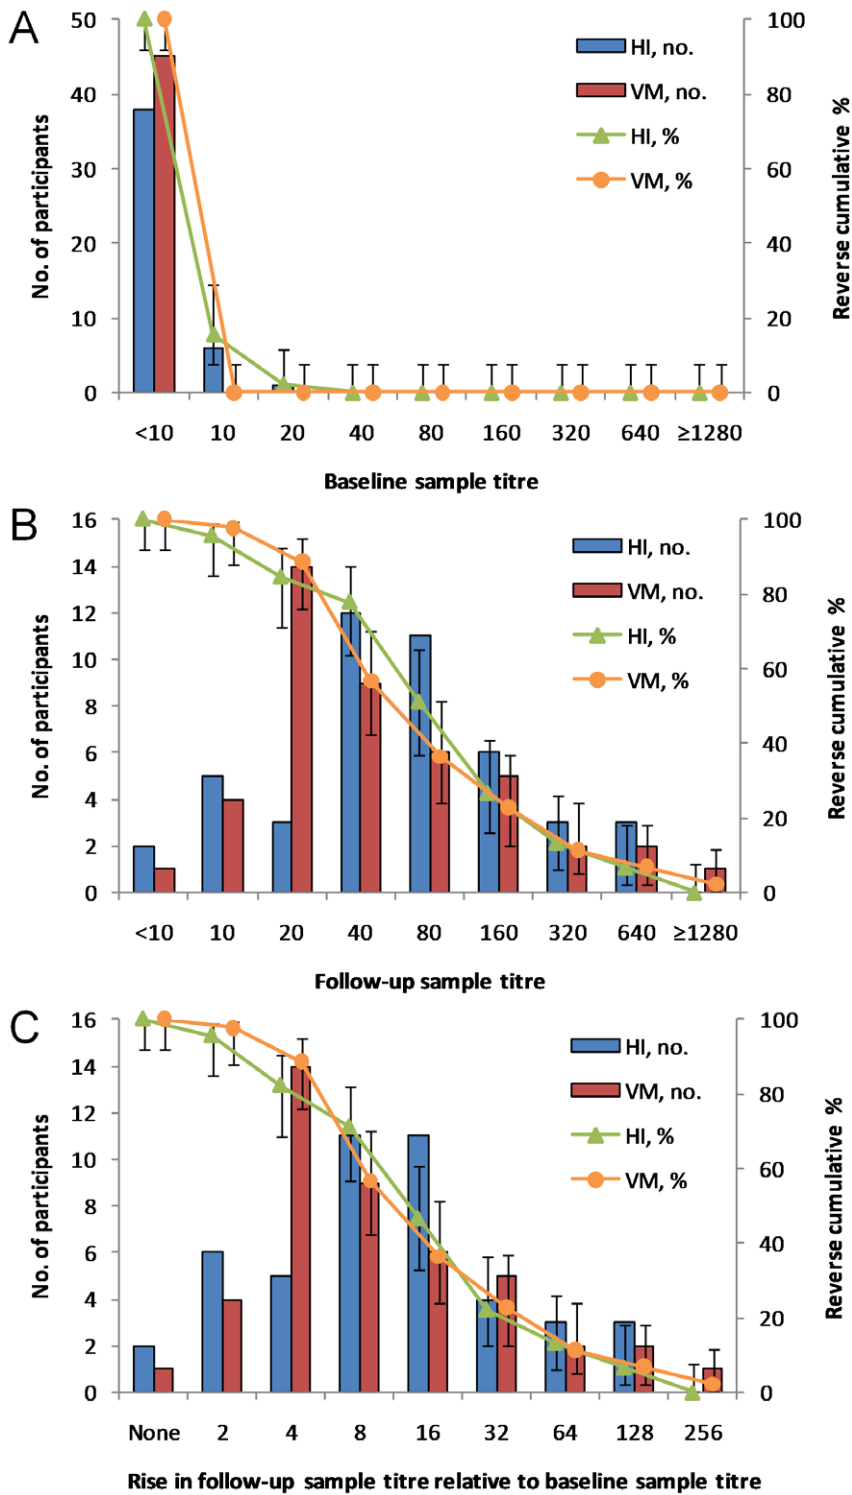 A
50
40
30
20
10
0
No. of participants
100
80
60
40
20
0
Reverse cumulative %
HI, no.
VM, no.
HI, %
VM, %
<10 10 20 40 80 160 320 640 ≥1280
Baseline sample titre
B
16
14
12
10
8
6
4
2
0
No. of participants
100
80
60
40
20
0
Reverse cumulative %
HI, no.
VM, no.
HI, %
VM, %
<10 10 20 40 80 160 320 640 ≥1280
Follow-up sample titre
C
16
14
12
10
8
6
4
2
0
No. of participants
100
80
60
40
20
0
Reverse cumulative %
HI, no.
VM, no.
HI, %
VM, %
None 2 4 8 16 32 64 128 256
Rise in follow-up sample titre relative to baseline sample titre